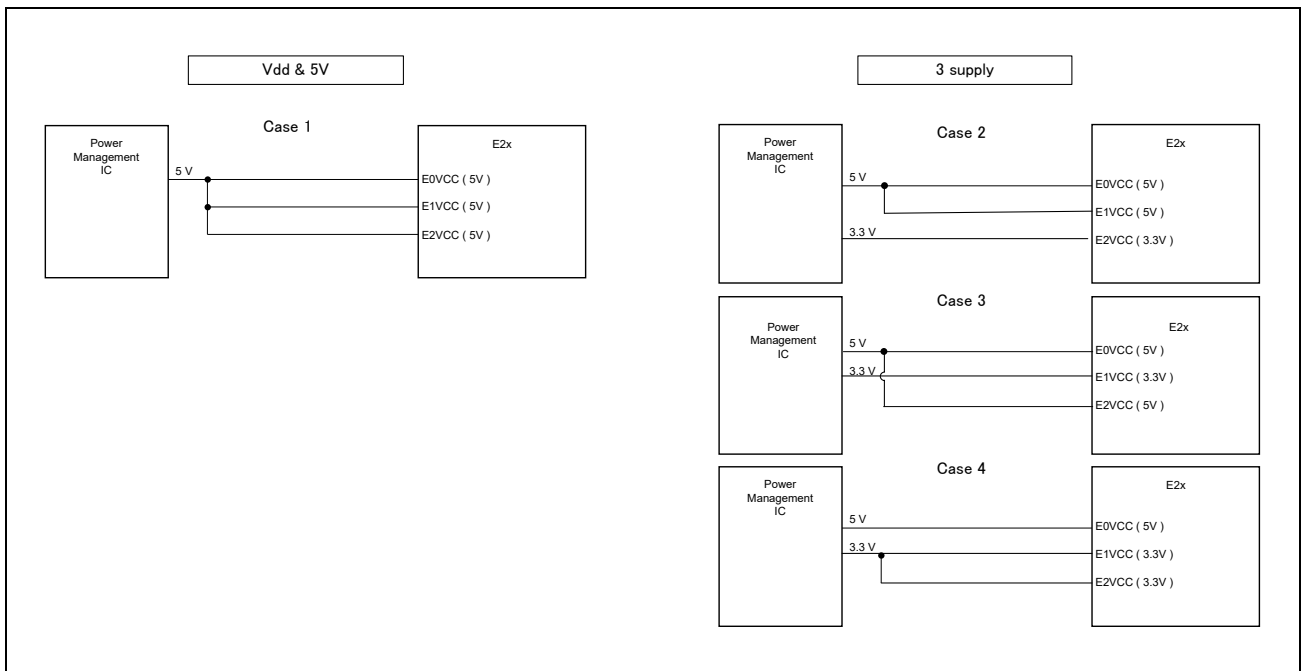 Vdd & 5V
Case 1
Power
Management
IC
5 V
E2x
E0VCC ( 5V )
E1VCC ( 5V )
E2VCC ( 5V )
3 supply
Case 2
Power
Management
IC
5 V
3.3 V
E2x
E0VCC ( 5V )
E1VCC ( 5V )
E2VCC ( 3.3V )
Case 3
Power
Management
IC
5 V
3.3 V
E2x
E0VCC ( 5V )
E1VCC ( 3.3V )
E2VCC ( 5V )
Case 4
Power
Management
IC
5 V
3.3 V
E2x
E0VCC ( 5V )
E1VCC ( 3.3V )
E2VCC ( 3.3V )